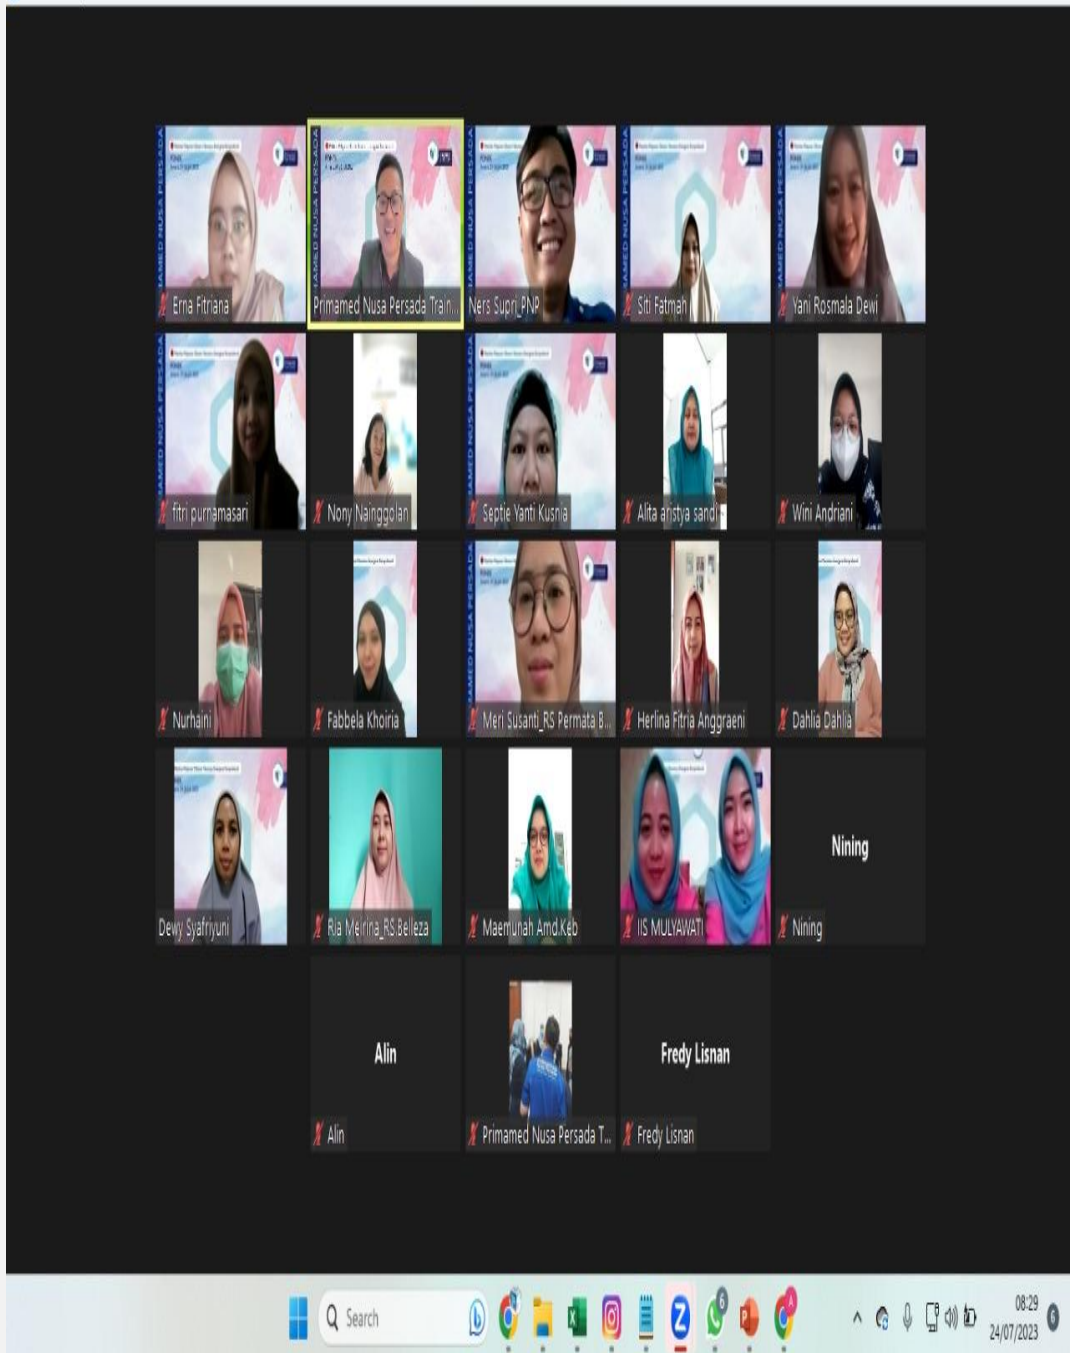 Erna Fitriana
Primamed Nusa Persada Train...
Ners Supri_PNP
Siti Fatmah
Yani Rosmala Dewi
fitri purnamasari
Nony Nainggolan
Septie Yanti Kusnia
Alita aristya sandi
Wini Andriani
Nurhaini
Fabbela Khoiria
Meri Susanti_RS Permata B...
Herlina Fitria Anggraeni
Dahlia Dahlia
Dewy Syafriyuni
Ria Meirina_RS.Belleza
Maemunah Amd.Keb
IIS MULYAWATI
Nining
Nining
Alin
Alin
Primamed Nusa Persada T...
Fredy Lisnan
Fredy Lisnan
Search
6
08:29
24/07/2023
6